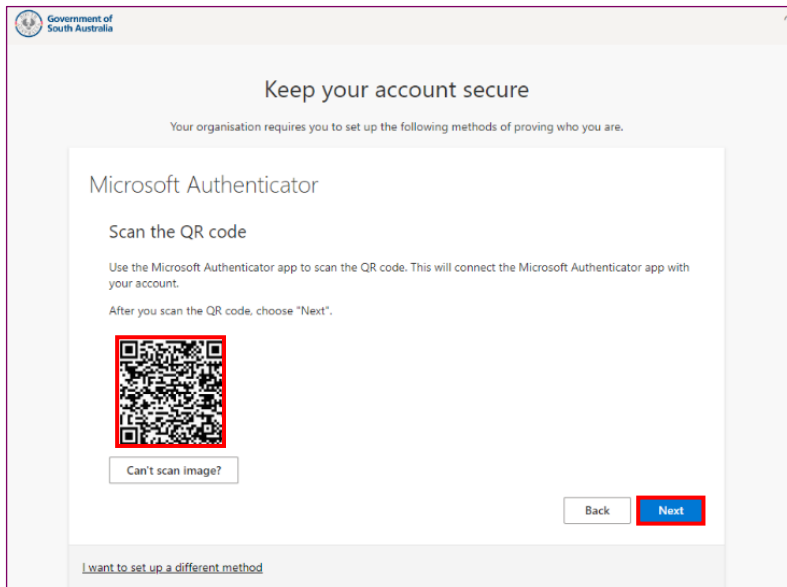 Government of
South Australia
Keep your account secure
Your organisation requires you to set up the following methods of proving who you are.
Microsoft Authenticator
Scan the QR code
Use the Microsoft Authenticator app to scan the QR code. This will connect the Microsoft Authenticator app with
your account.
After you scan the QR code, choose "Next".
Can't scan image?
Back
Next
I want to set up a different method